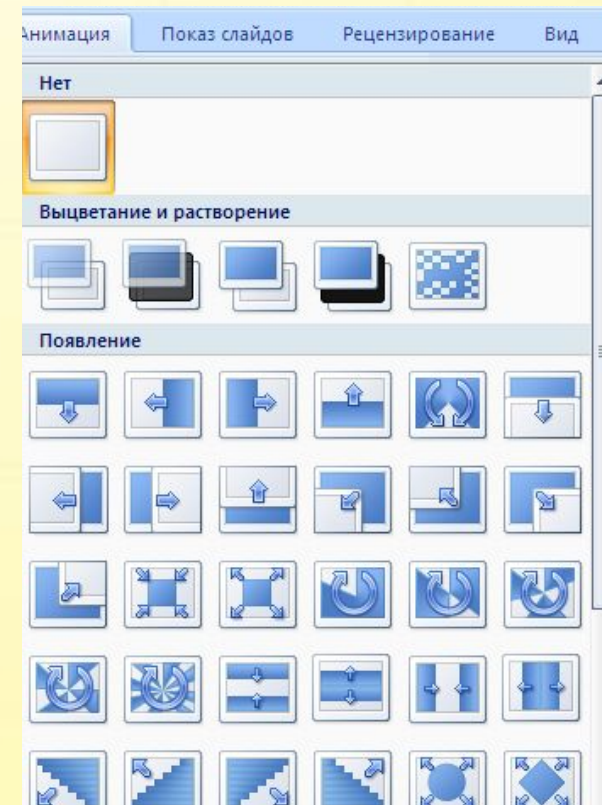 Анимация Показ слайдов Рецензирование Вид
Нет
Выцветание и растворение
Появление